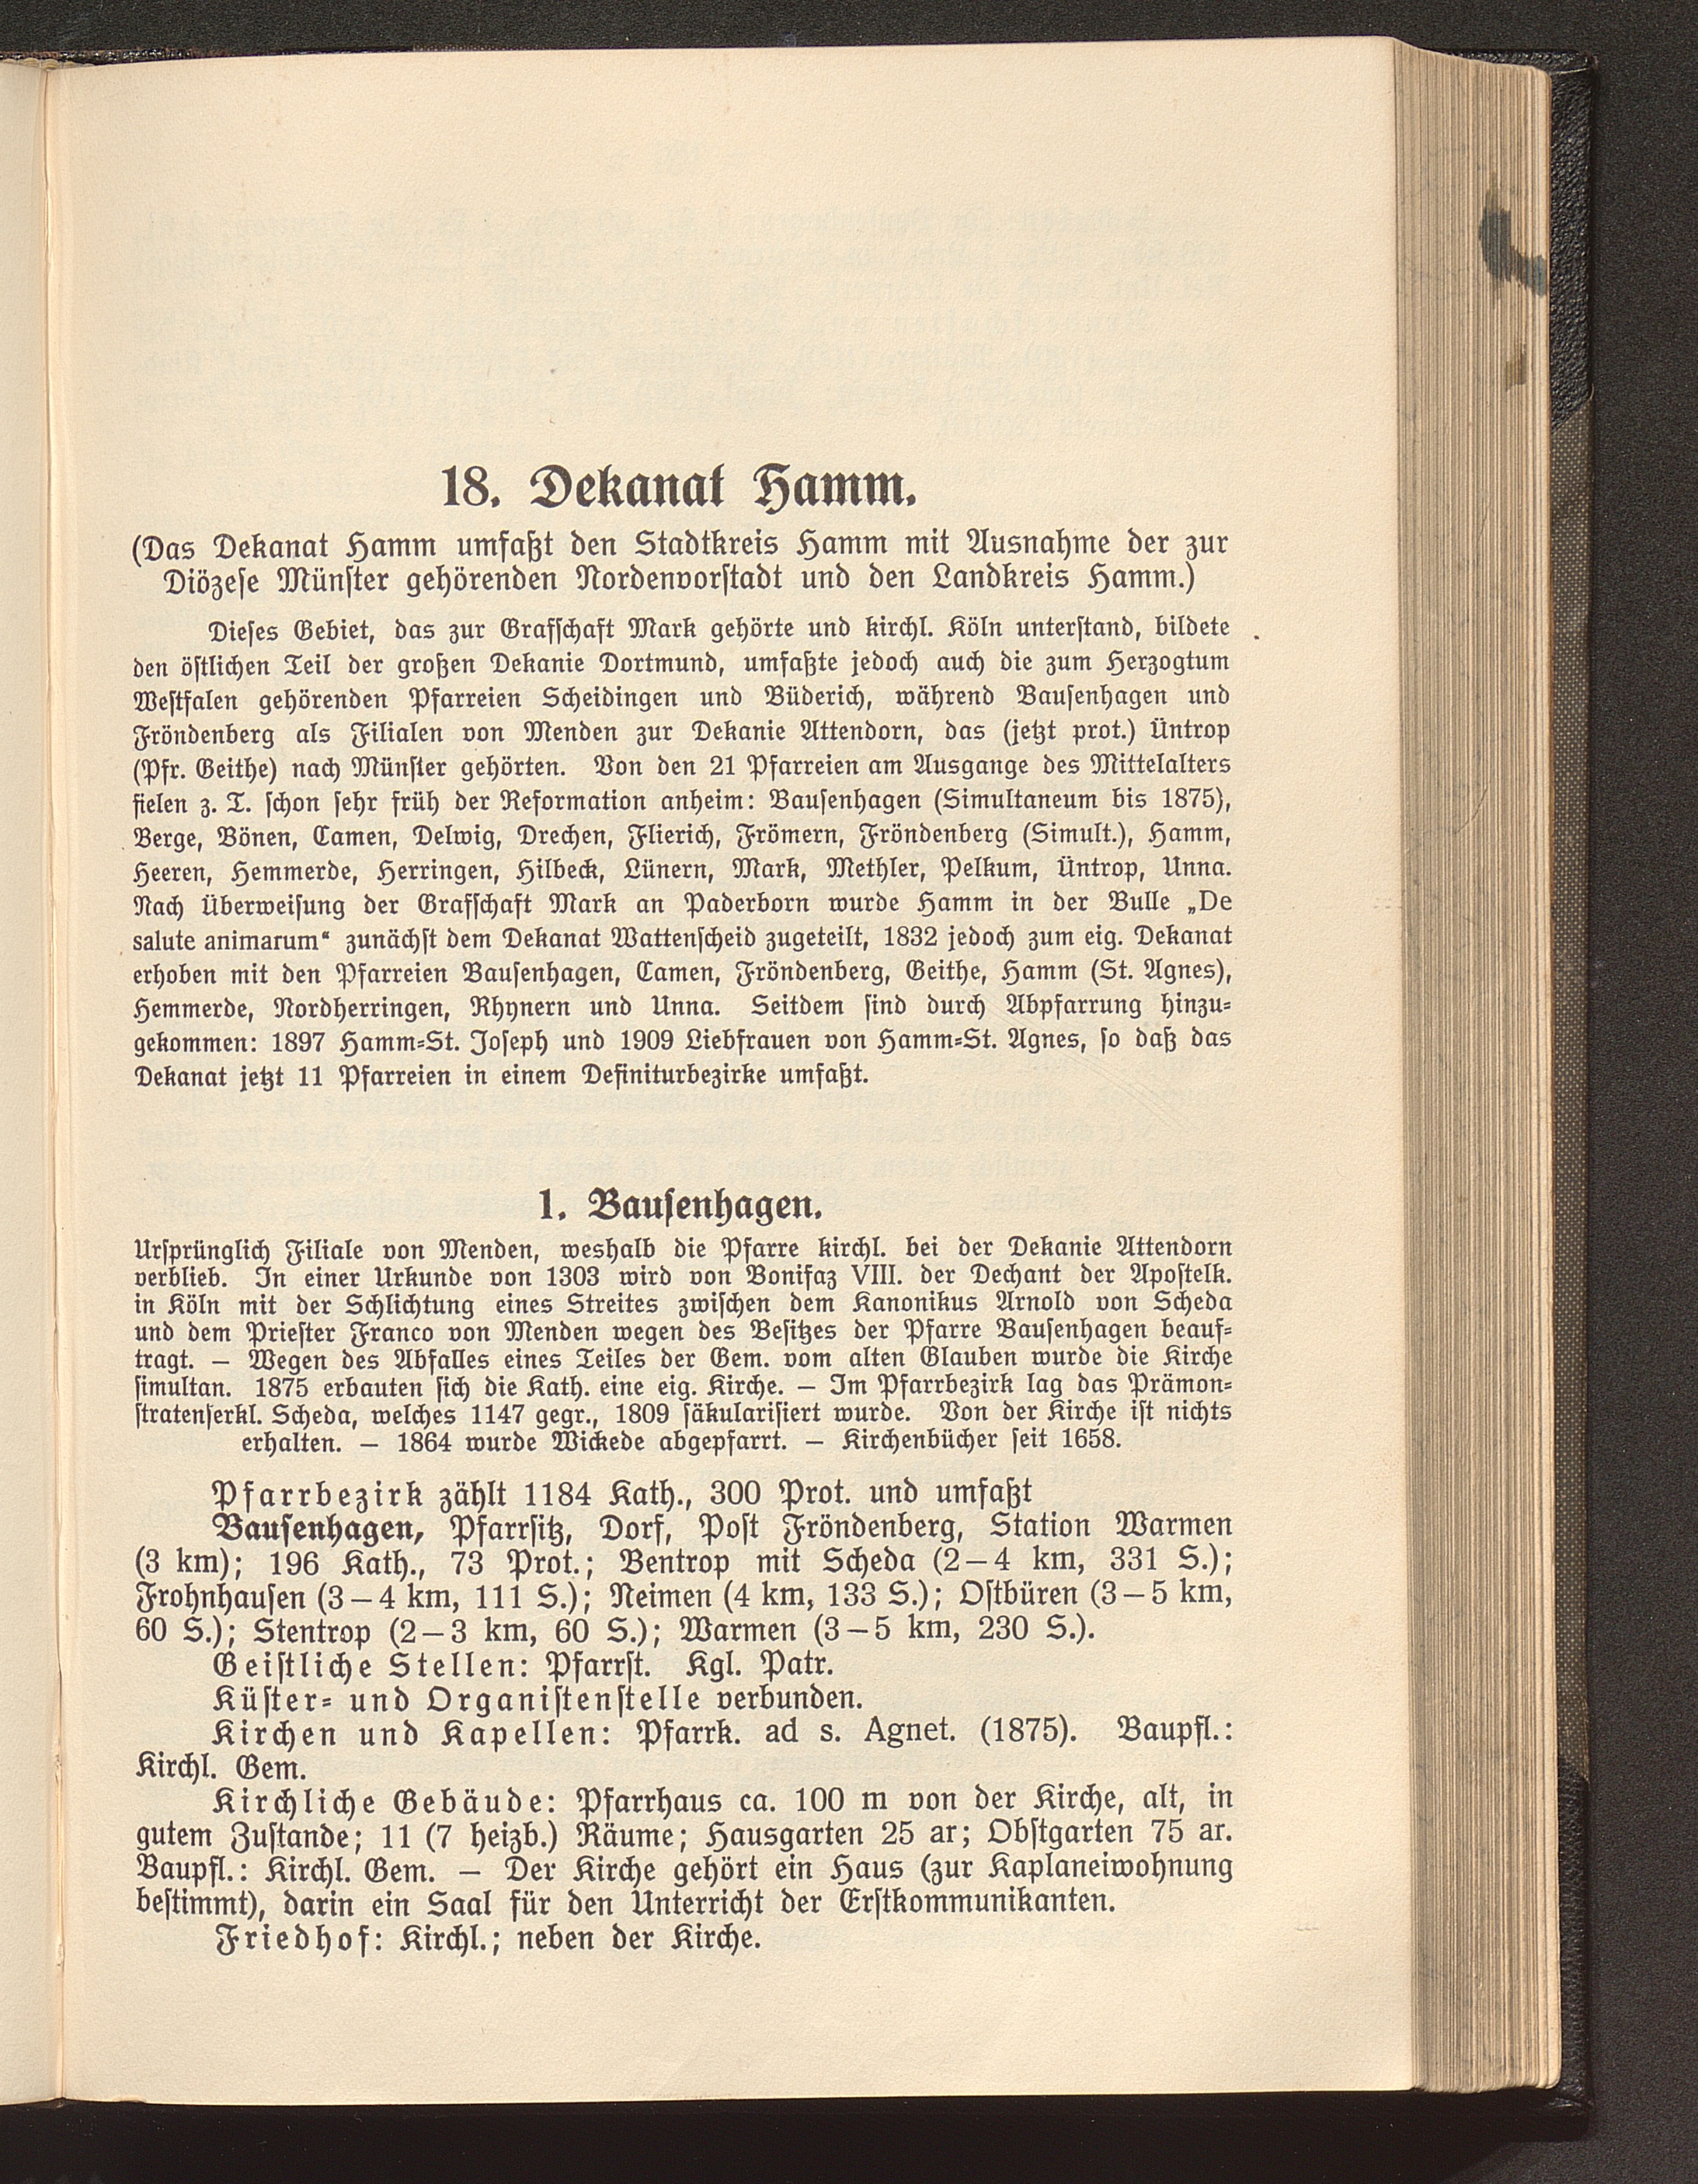 18. Dekanat Hamm.
(Das Dekanat Hamm umfaßt den Stadtkreis Hamm mit Ausnahme der zur
Diözese Münster gehörenden Nordenvorstadt und den Landkreis Hamm.)
Dieses Gebiet, das zur Grafschaft Mark gehörte und kirchl. Köln unterstand, bildete
den östlichen Teil der großen Dekanie Dortmund, umfaßte jedoch auch die zum Herzogtum
Westfalen gehörenden Pfarreien Scheidingen und Büderich, während Bausenhagen und
Fröndenberg als Filialen von Menden zur Dekanie Attendorn, das (jetzt prot.) Üntrop
(Pfr. Geithe) nach Münster gehörten. Von den 21 Pfarreien am Ausgange des Mittelalters
fielen z. T. schon sehr früh der Reformation anheim: Bausenhagen (Simultaneum bis 1875),
Berge, Bönen, Camen, Delwig, Drechen, Flierich, Frömern, Fröndenberg (Simult.), Hamm,
Heeren, Hemmerde, Herringen, Hilbeck, Lünern, Mark, Methler, Pelkum, Üntrop, Unna.
Nach Überweisung der Grafschaft Mark an Paderborn wurde Hamm in der Bulle „De
salute animarum“ zunächst dem Dekanat Wattenscheid zugeteilt, 1832 jedoch zum eig. Dekanat
erhoben mit den Pfarreien Bausenhagen, Camen, Fröndenberg, Geithe, Hamm (St. Agnes),
Hemmerde, Nordherringen, Rhynern und Unna. Seitdem sind durch Abpfarrung hinzu-
gekommen: 1897 Hamm-St. Joseph und 1909 Liebfrauen von Hamm-St. Agnes, so daß das
Dekanat jetzt 11 Pfarreien in einem Definiturbezirke umfaßt.
1. Bausenhagen.
Ursprünglich Filiale von Menden, weshalb die Pfarre kirchl. bei der Dekanie Attendorn
verblieb. In einer Urkunde von 1303 wird von Bonifaz VIII. der Dechant der Apostelk.
in Köln mit der Schlichtung eines Streites zwischen dem Kanonikus Arnold von Scheda
und dem Priester Franco von Menden wegen des Besitzes der Pfarre Bausenhagen beauf-
tragt. — Wegen des Abfalles eines Teiles der Gem. vom alten Glauben wurde die Kirche
simultan. 1875 erbauten sich die Kath. eine eig. Kirche. — Im Pfarrbezirk lag das Prämon-
stratenserkl. Scheda, welches 1147 gegr., 1809 säkularisiert wurde. Von der Kirche ist nichts
erhalten. — 1864 wurde Wickede abgepfarrt. — Kirchenbücher seit 1658.
Pfarrbezirk zählt 1184 Kath., 300 Prot. und umfaßt
Bausenhagen, Pfarrsitz, Dorf, Post Fröndenberg, Station Warmen
(3 km); 196 Kath., 73 Prot.; Bentrop mit Scheda (2—4 km, 331 S.);
Frohnhausen (3—4 km, 111 S.); Neimen (4 km, 133 S.); Ostbüren (3—5 km,
60 S.); Stentrop (2—3 km, 60 S.); Warmen (3—5 km, 230 S.).
Geistliche Stellen: Pfarrst. Kgl. Patr.
Küster- und Organistenstelle verbunden.
Kirchen und Kapellen: Pfarrk. ad s. Agnet. (1875). Baupfl.:
Kirchl. Gem.
Kirchliche Gebäude: Pfarrhaus ca. 100 m von der Kirche, alt, in
gutem Zustande; 11 (7 heizb.) Räume; Hausgarten 25 ar; Obstgarten 75 ar.
Baupfl.: Kirchl. Gem. — Der Kirche gehört ein Haus (zur Kaplaneiwohnung
bestimmt), darin ein Saal für den Unterricht der Erstkommunikanten.
Friedhof: Kirchl.; neben der Kirche.